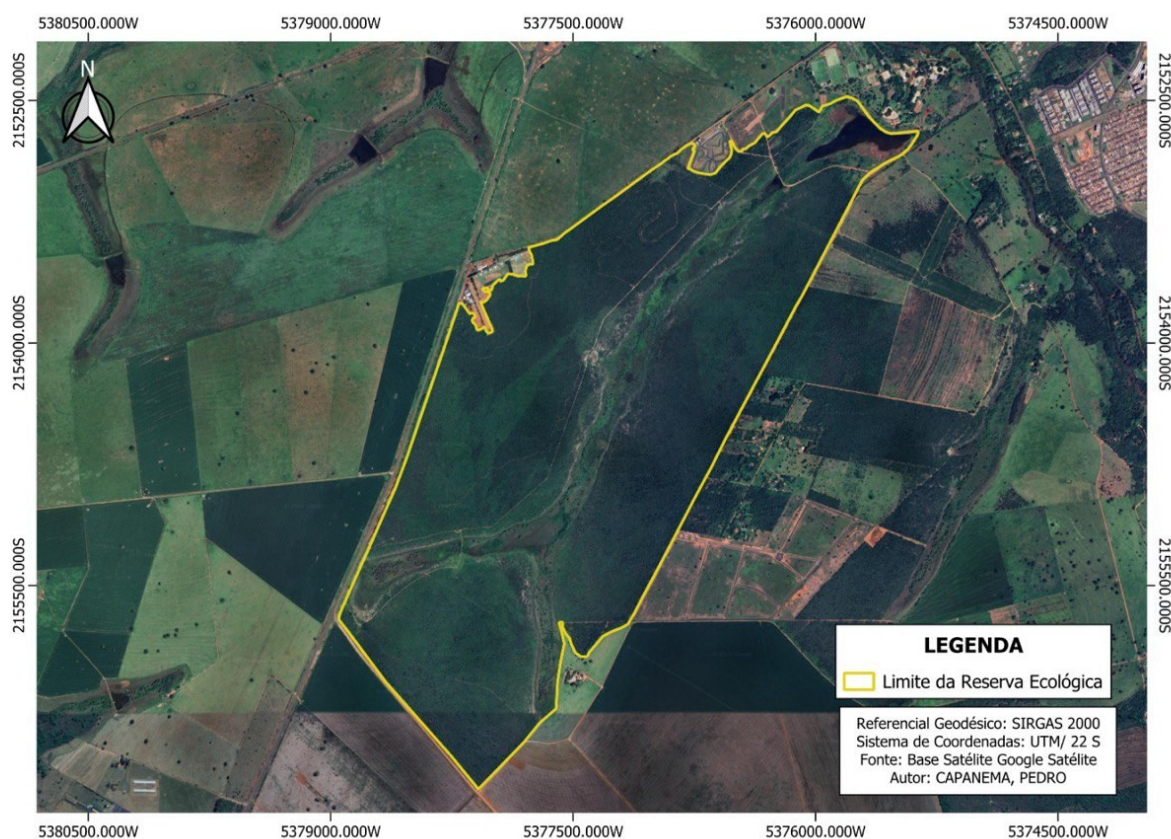 5380500.000W 5379000.000W 5377500.000W 5376000.000W 5374500.000W
N
2152500.000S 2152500.000S
2154000.000S 2154000.000S
2155500.000S 2155500.000S
LEGENDA
Limite da Reserva Ecológica
Referencial Geodésico: SIRGAS 2000
Sistema de Coordenadas: UTM/ 22 S
Fonte: Base Satélite Google Satélite
Autor: CAPANEMA, PEDRO
5380500.000W 5379000.000W 5377500.000W 5376000.000W 5374500.000W